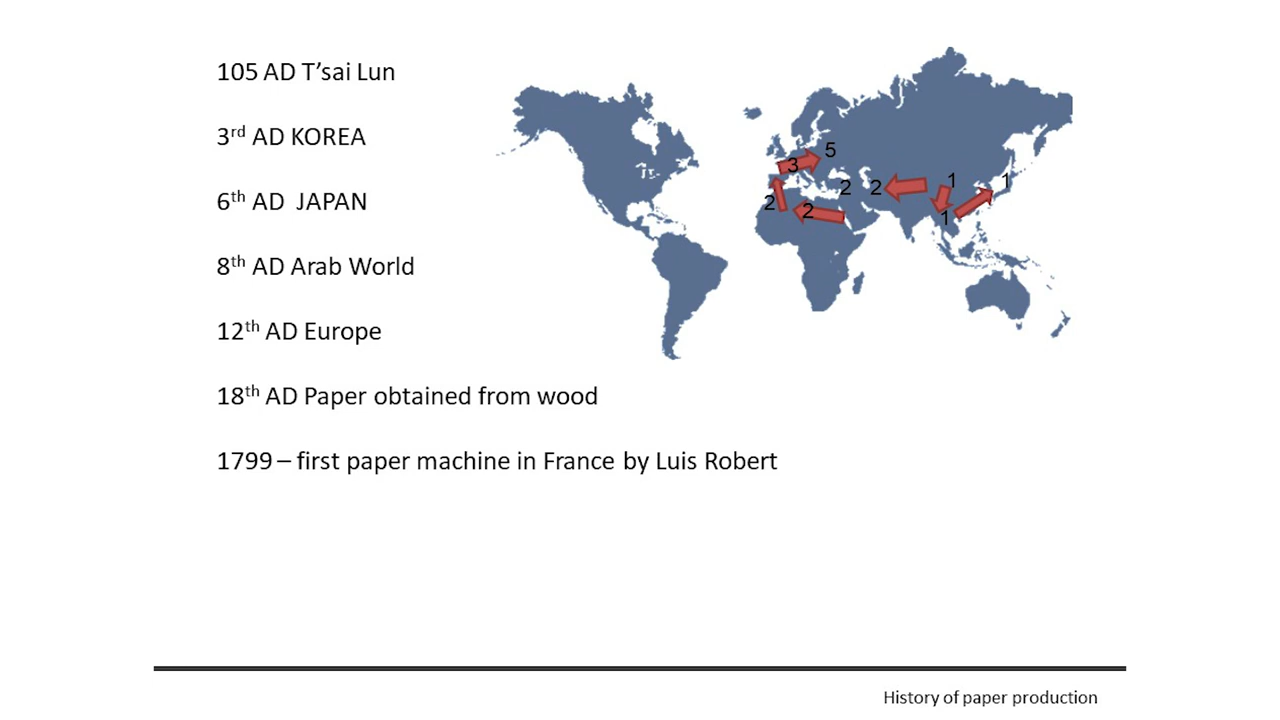 105 AD T’sai Lun
3rd AD KOREA
6th AD JAPAN
8th AD Arab World
12th AD Europe
18th AD Paper obtained from wood
1799 – first paper machine in France by Luis Robert
5
3
2
2
1
1
2
2
1
History of paper production